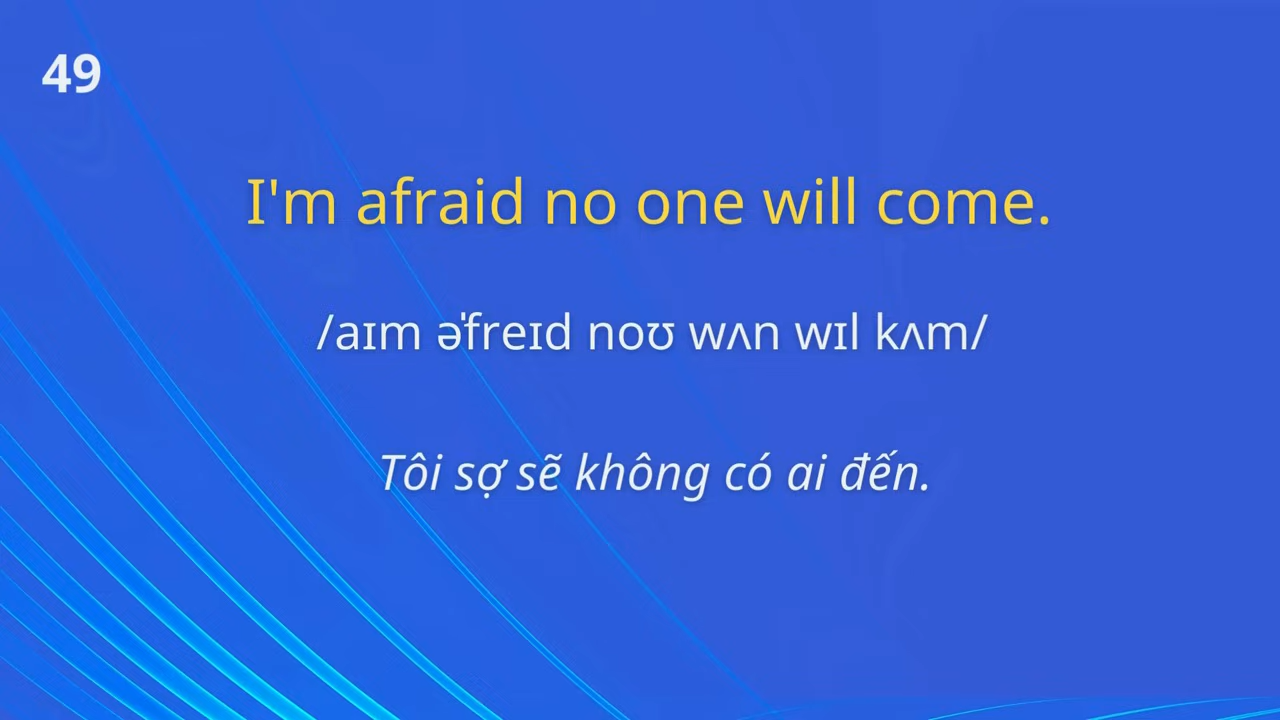 49
I'm afraid no one will come.
/aɪm əˈfreɪd noʊ wʌn wɪl kʌm/
Tôi sợ sẽ không có ai đến.